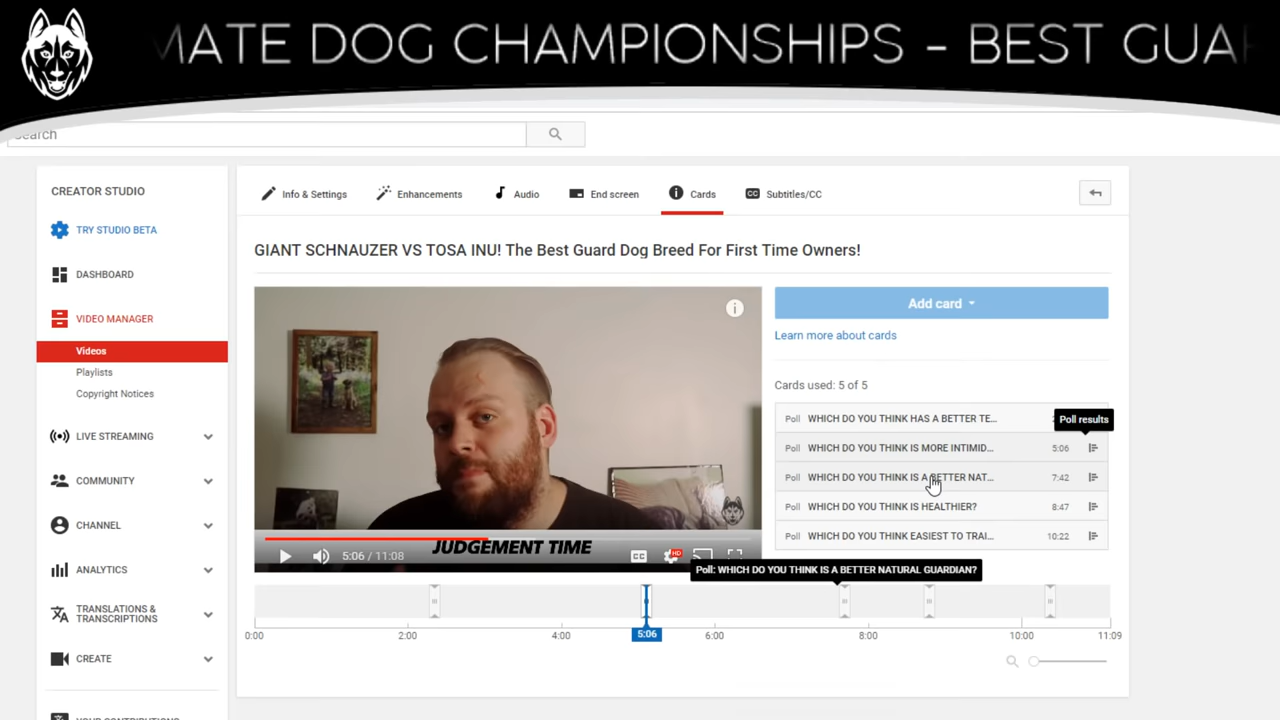 MATE DOG CHAMPIONSHIPS - BEST GUA
Search
CREATOR STUDIO
TRY STUDIO BETA
DASHBOARD
VIDEO MANAGER
Videos
Playlists
Copyright Notices
LIVE STREAMING
COMMUNITY
CHANNEL
ANALYTICS
TRANSLATIONS &
TRANSCRIPTIONS
CREATE
Info & Settings
Enhancements
Audio
End screen
Cards
CC Subtitles/CC
GIANT SCHNAUZER VS TOSA INU! The Best Guard Dog Breed For First Time Owners!
Add card
Learn more about cards
Cards used: 5 of 5
Poll WHICH DO YOU THINK HAS A BETTER TE...
Poll results
Poll WHICH DO YOU THINK IS MORE INTIMID... 5:06
Poll WHICH DO YOU THINK IS A BETTER NAT... 7:42
Poll WHICH DO YOU THINK IS HEALTHIER? 8:47
Poll WHICH DO YOU THINK EASIEST TO TRAI... 10:22
JUDGEMENT TIME
5:06 / 11:08
CC
HD
Poll: WHICH DO YOU THINK IS A BETTER NATURAL GUARDIAN?
0:00 2:00 4:00 5:06 6:00 8:00 10:00 11:09